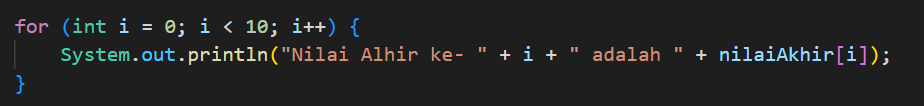 for (int i = 0; i < 10; i++) {
    System.out.println("Nilai Alhir ke- " + i + " adalah " + nilaiAkhir[i]);
}